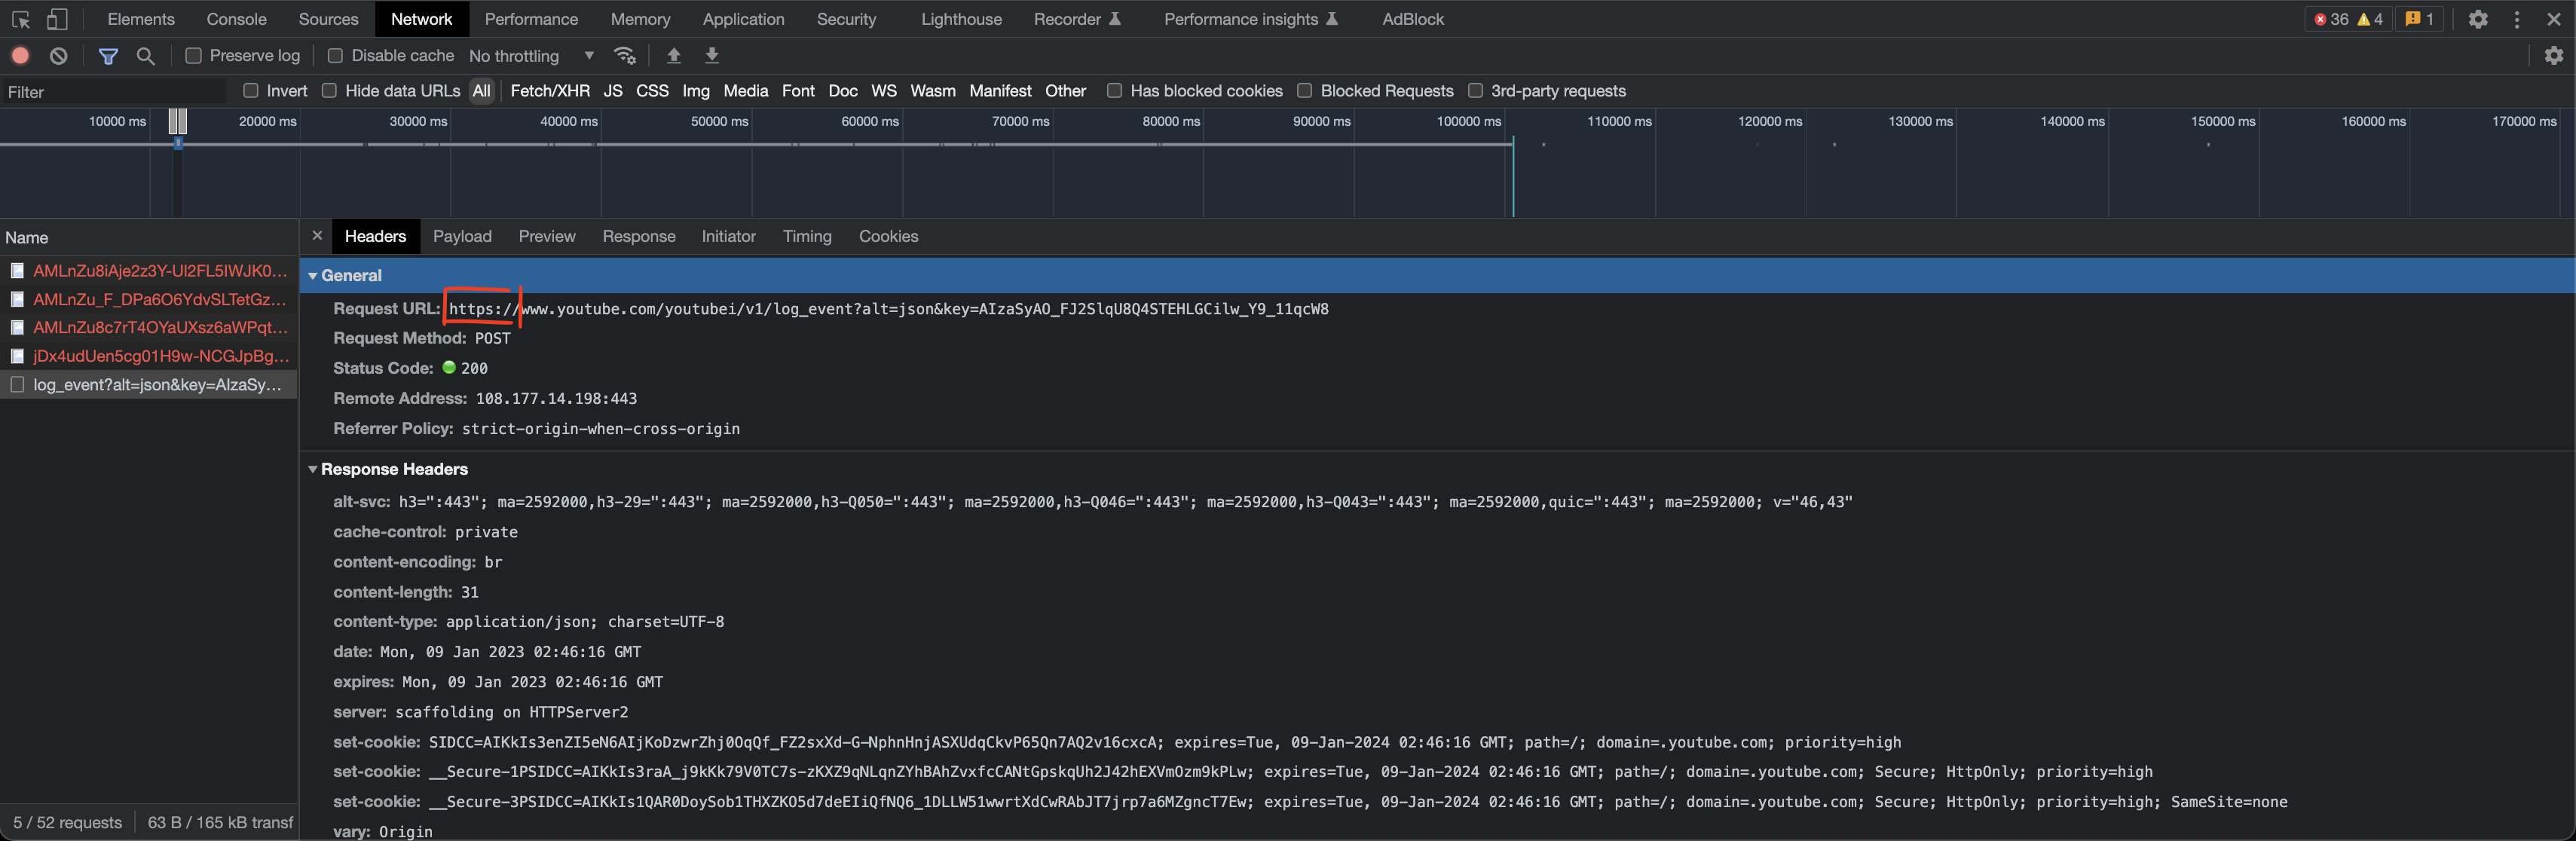 Elements Console Sources Network Performance Memory Application Security Lighthouse Recorder Performance insights AdBlock 36 4 1
Preserve log Disable cache No throttling
Filter Invert Hide data URLs All Fetch/XHR JS CSS Img Media Font Doc WS Wasm Manifest Other Has blocked cookies Blocked Requests 3rd-party requests
10000 ms 20000 ms 30000 ms 40000 ms 50000 ms 60000 ms 70000 ms 80000 ms 90000 ms 100000 ms 110000 ms 120000 ms 130000 ms 140000 ms 150000 ms 160000 ms 170000 ms
Name
AMLnZu8iAje2z3Y-Ul2FL5IWJK0...
AMLnZu_F_DPa6O6YdvSLTetGz...
AMLnZu8c7rT4OYaUXsz6aWPqt...
jDx4udUen5cg01H9w-NCGJpBg...
log_event?alt=json&key=AIzaSy...
5 / 52 requests 63 B / 165 kB transf
Headers Payload Preview Response Initiator Timing Cookies
General
Request URL: https://www.youtube.com/youtubei/v1/log_event?alt=json&key=AIzaSyAO_FJ2SlqU8Q4STEHLGCilw_Y9_11qcW8
Request Method: POST
Status Code: 200
Remote Address: 108.177.14.198:443
Referrer Policy: strict-origin-when-cross-origin
Response Headers
alt-svc: h3=":443"; ma=2592000,h3-29=":443"; ma=2592000,h3-Q050=":443"; ma=2592000,h3-Q046=":443"; ma=2592000,h3-Q043=":443"; ma=2592000,quic=":443"; ma=2592000; v="46,43"
cache-control: private
content-encoding: br
content-length: 31
content-type: application/json; charset=UTF-8
date: Mon, 09 Jan 2023 02:46:16 GMT
expires: Mon, 09 Jan 2023 02:46:16 GMT
server: scaffolding on HTTPServer2
set-cookie: SIDCC=AIKkIs3enZI5eN6AIjKoDzwrZhj0OqQf_FZ2sxXd-G-NphnHnjASXUdqCkvP65Qn7AQ2v16cxcA; expires=Tue, 09-Jan-2024 02:46:16 GMT; path=/; domain=.youtube.com; priority=high
set-cookie: __Secure-1PSIDCC=AIKkIs3raA_j9kKk79V0TC7s-zKXZ9qNLqnZYhBAhZvxfcCANtGpskqUh2J42hEXVmOzm9kPLw; expires=Tue, 09-Jan-2024 02:46:16 GMT; path=/; domain=.youtube.com; Secure; HttpOnly; priority=high
set-cookie: __Secure-3PSIDCC=AIKkIs1QAR0DoySob1THXZKO5d7deEIiQfNQ6_1DLLW51wwrtXdCwRAbJT7jrp7a6MZgncT7Ew; expires=Tue, 09-Jan-2024 02:46:16 GMT; path=/; domain=.youtube.com; Secure; HttpOnly; priority=high; SameSite=none
vary: Origin